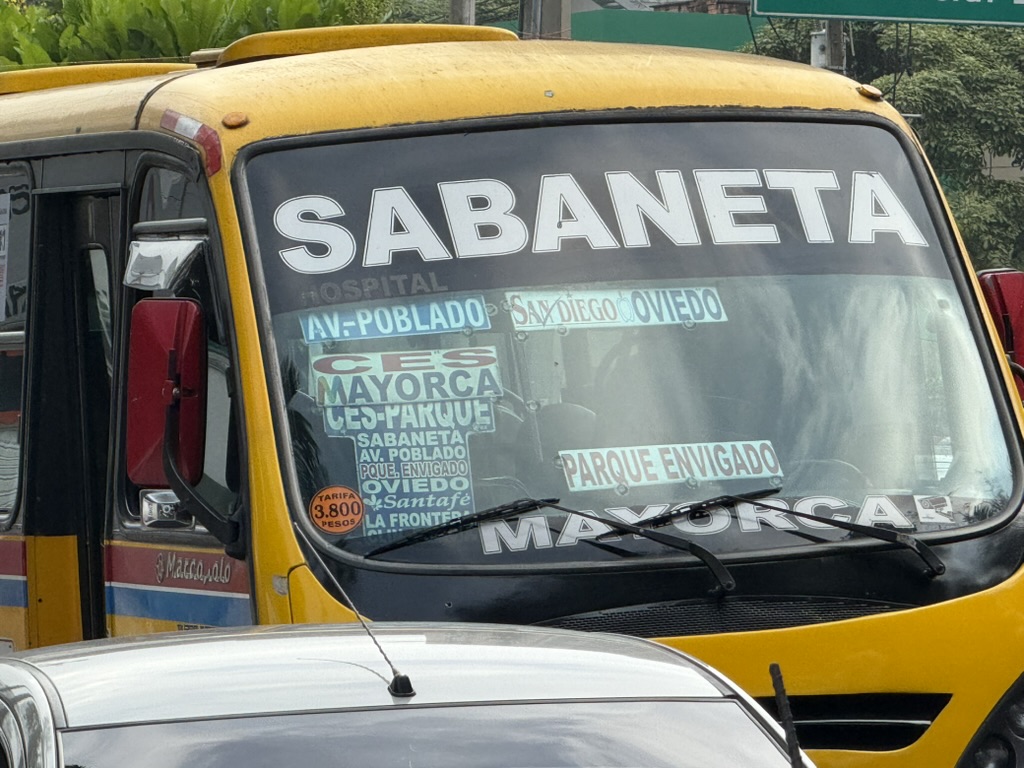 SABANETA
HOSPITAL
AV.-POBLADO
SAN DIEGO OVIEDO
CES
MAYORCA
CES-PARQUE
SABANETA
AV. POBLADO
PQUE. ENVIGADO
OVIEDO
Santafé
LA FRONTERA
PARQUE ENVIGADO
MAYORCA
TARIFA
3.800
PESOS
Marcopolo